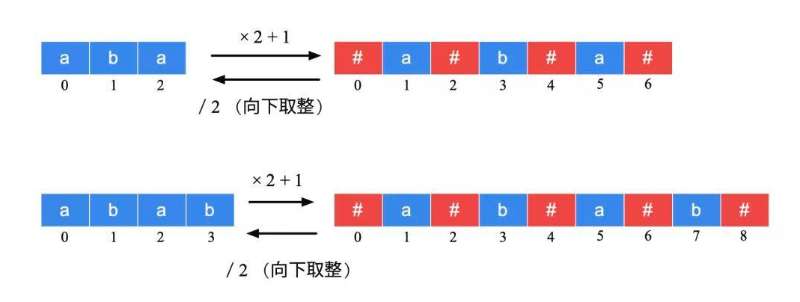 × 2 + 1
a b a # a # b # a #
0 1 2 0 1 2 3 4 5 6
/ 2 （向下取整）
× 2 + 1
a b a b # a # b # a # b #
0 1 2 3 0 1 2 3 4 5 6 7 8
/ 2 （向下取整）